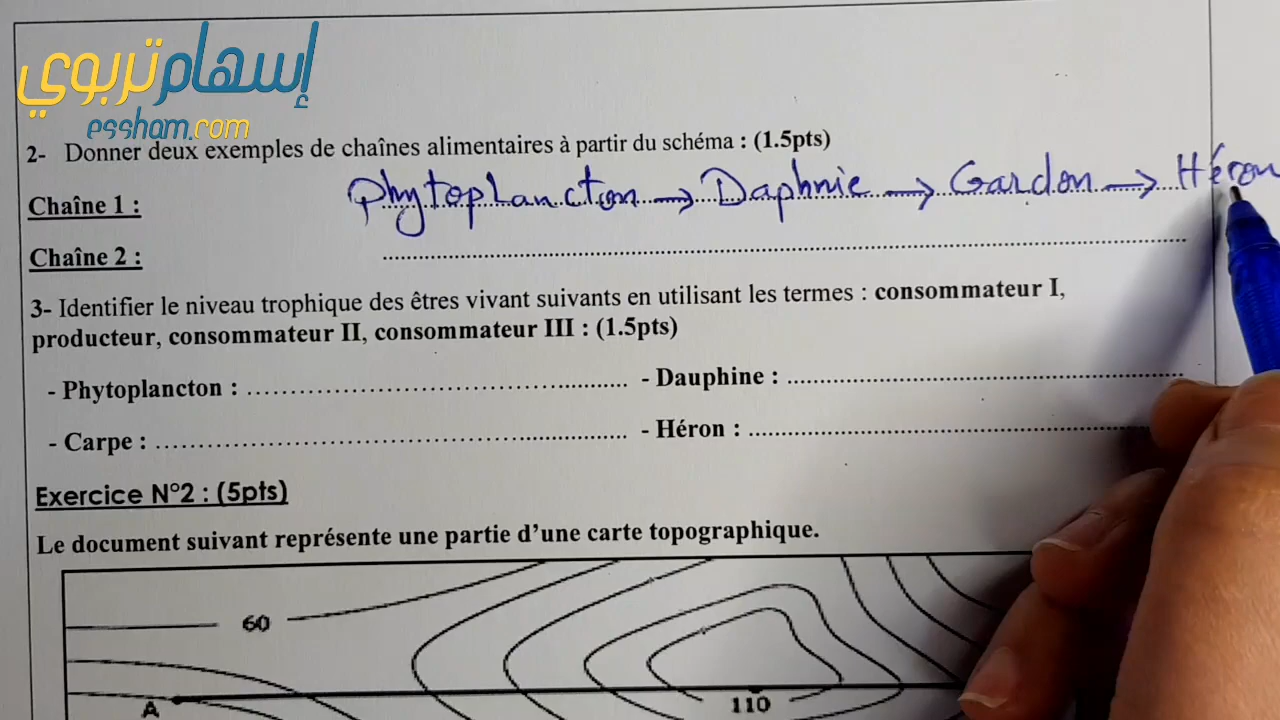 إسهام تربوي
essham.com
2- Donner deux exemples de chaînes alimentaires à partir du schéma : (1.5pts)
Chaîne 1 : Phytoplancton → Daphnie → Gardon → Héron
Chaîne 2 : ........................................................
3- Identifier le niveau trophique des êtres vivant suivants en utilisant les termes : consommateur I,
producteur, consommateur II, consommateur III : (1.5pts)
- Phytoplancton : ............................ - Dauphine : ............................
- Carpe : ............................ - Héron : ............................
Exercice N°2 : (5pts)
Le document suivant représente une partie d'une carte topographique.
60
A 110